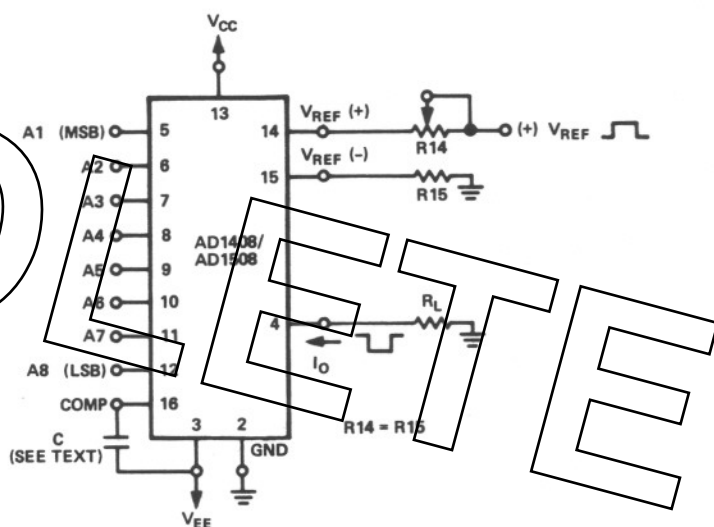 VCC
13
A1 (MSB) 5
14 VREF (+)
R14
(+) VREF
A2 6
15 VREF (-)
R15
A3 7
A4 8
AD1408/
AD1508
A5 9
A6 10
A7 11
4
RL
IO
A8 (LSB) 12
COMP 16
3 2
GND
R14 = R15
C
(SEE TEXT)
VEE
OLETE